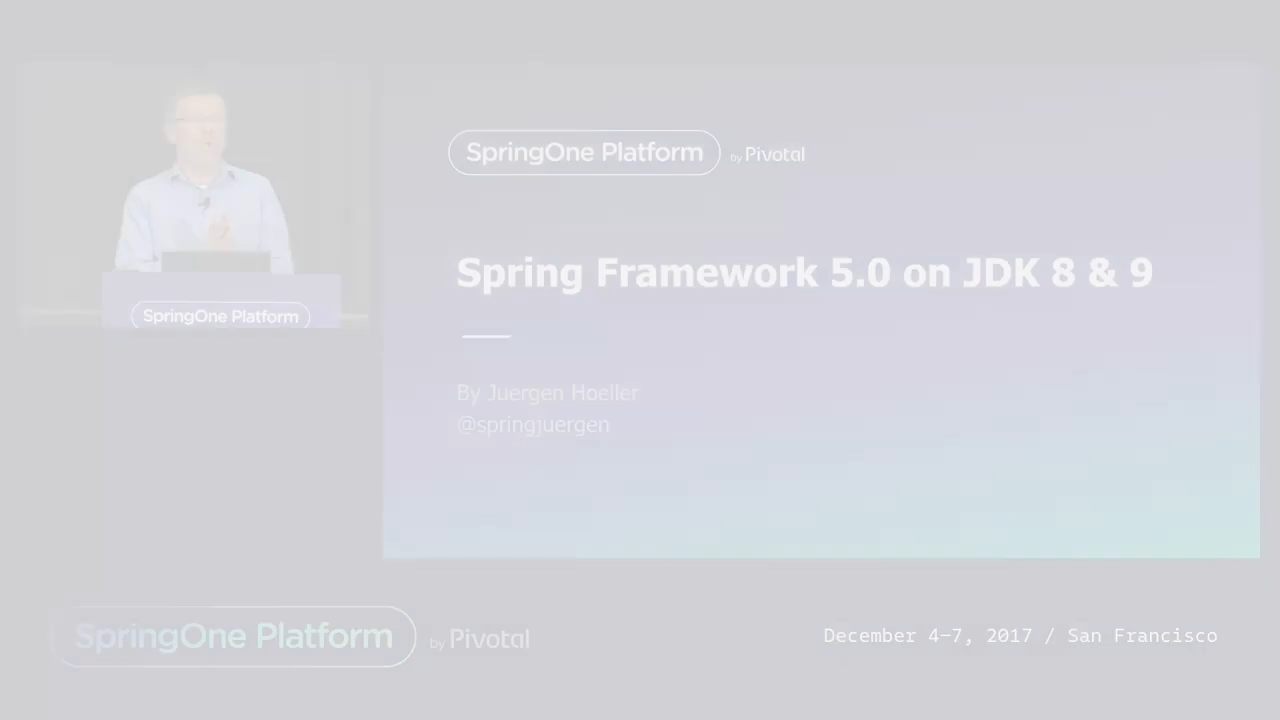 SpringOne Platform by Pivotal
Spring Framework 5.0 on JDK 8 & 9
By Juergen Hoeller
@springjuergen
SpringOne Platform
SpringOne Platform by Pivotal
December 4-7, 2017 / San Francisco